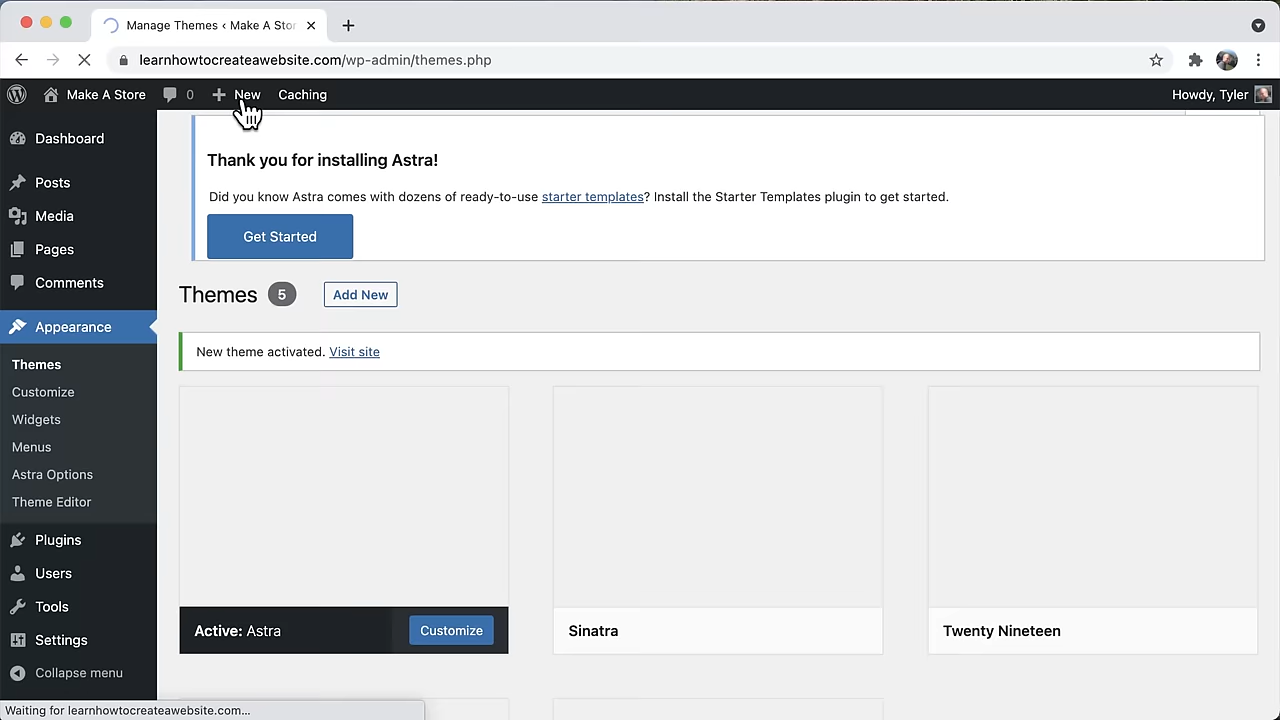 Manage Themes ‹ Make A Stor
learnhowtocreateawebsite.com/wp-admin/themes.php
Make A Store
0
New
Caching
Howdy, Tyler
Dashboard
Posts
Media
Pages
Comments
Appearance
Themes
Customize
Widgets
Menus
Astra Options
Theme Editor
Plugins
Users
Tools
Settings
Collapse menu
Thank you for installing Astra!
Did you know Astra comes with dozens of ready-to-use starter templates? Install the Starter Templates plugin to get started.
Get Started
Themes 5
Add New
New theme activated. Visit site
Active: Astra
Customize
Sinatra
Twenty Nineteen
Waiting for learnhowtocreateawebsite.com...